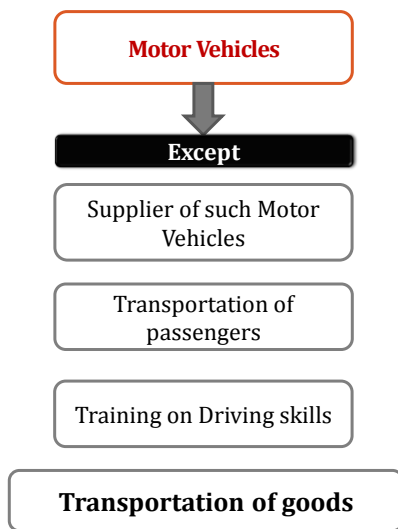 Motor Vehicles
Except
Supplier of such Motor
Vehicles
Transportation of
passengers
Training on Driving skills
Transportation of goods